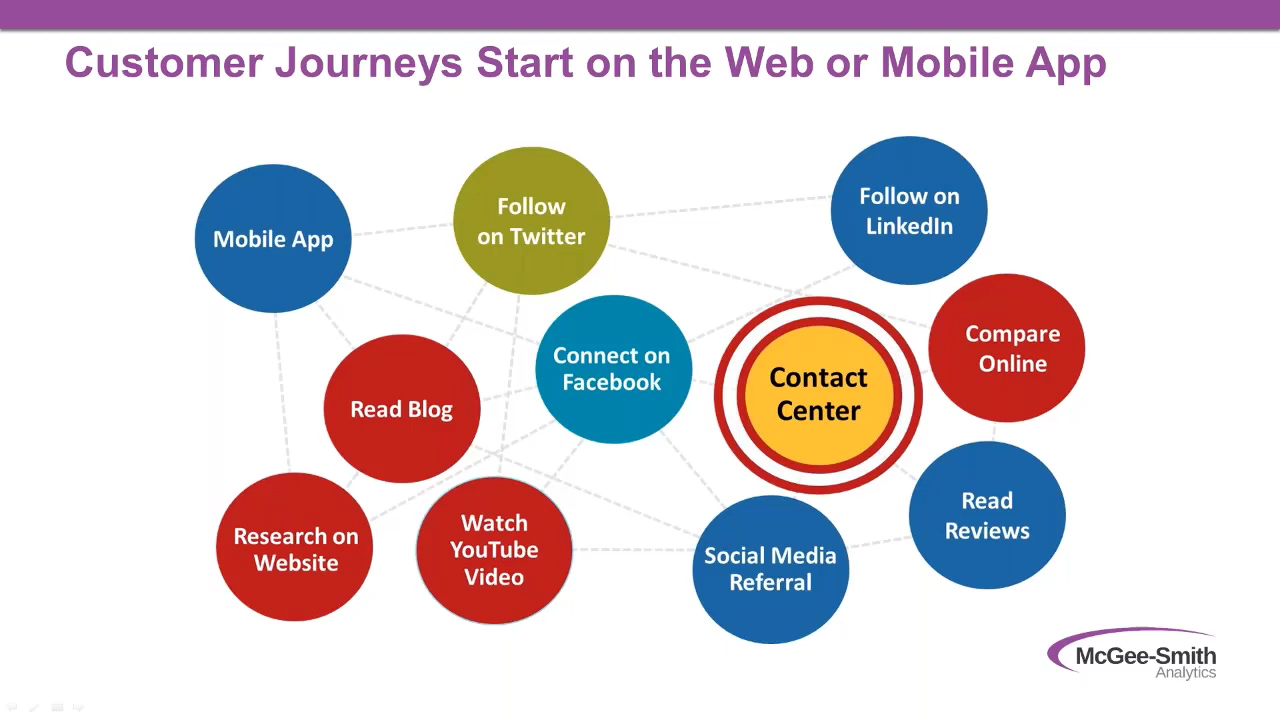 Customer Journeys Start on the Web or Mobile App
Mobile App
Follow
on Twitter
Follow on
LinkedIn
Connect on
Facebook
Compare
Online
Contact
Center
Read Blog
Read
Reviews
Research on
Website
Watch
YouTube
Video
Social Media
Referral
McGee-Smith
Analytics